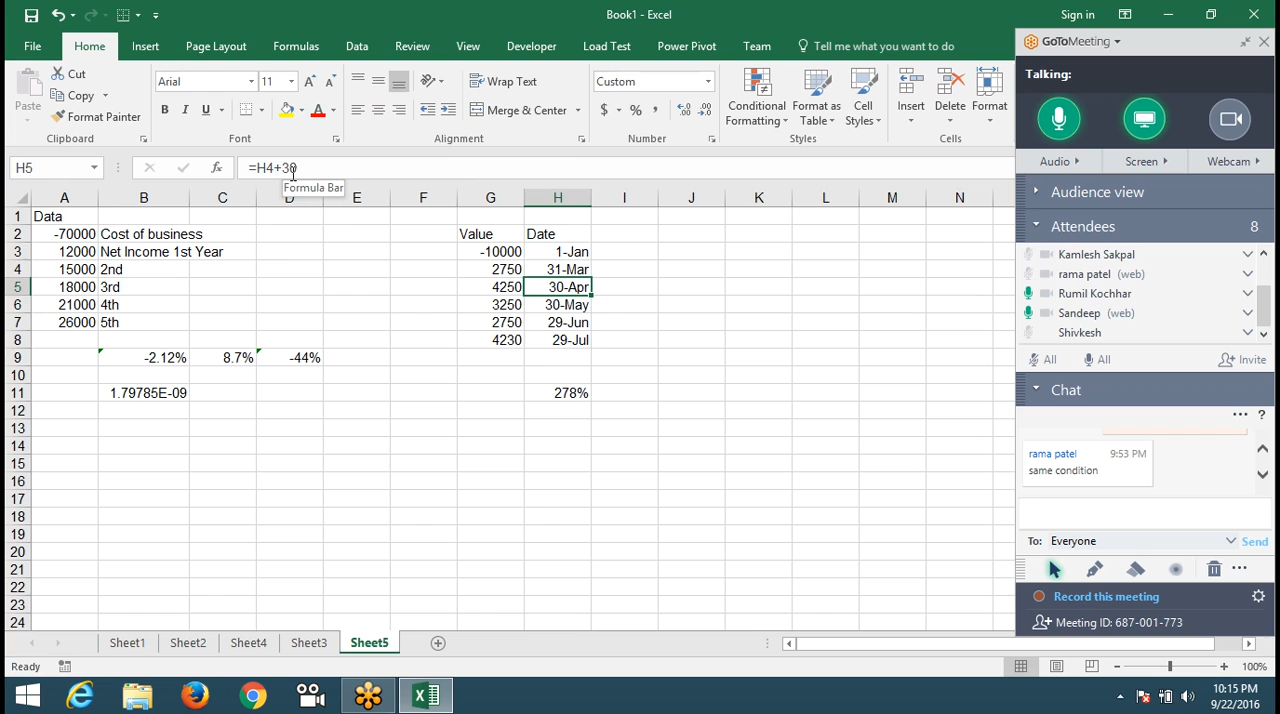 Book1 - Excel
Sign in
File Home Insert Page Layout Formulas Data Review View Developer Load Test Power Pivot Team Tell me what you want to do
Paste Cut Copy Format Painter
Clipboard
Arial 11
B I U A
Font
Wrap Text
Merge & Center
Alignment
Custom
$ % ,
Number
Conditional Formatting Format as Table Cell Styles
Styles
Insert Delete Format
Cells
H5 fx =H4+30
Formula Bar
A B C D E F G H I J K L M N
1 Data
2 -70000 Cost of business Value Date
3 12000 Net Income 1st Year -10000 1-Jan
4 15000 2nd 2750 31-Mar
5 18000 3rd 4250 30-Apr
6 21000 4th 3250 30-May
7 26000 5th 2750 29-Jun
8 4230 29-Jul
9 -2.12% 8.7% -44%
10
11 1.79785E-09 278%
12
13
14
15
16
17
18
19
20
21
22
23
24
Sheet1 Sheet2 Sheet4 Sheet3 Sheet5
Ready
100%
GoToMeeting
Talking:
Audio Screen Webcam
Audience view
Attendees 8
Kamlesh Sakpal
rama patel (web)
Rumil Kochhar
Sandeep (web)
Shivkesh
All All Invite
Chat
... ?
rama patel 9:53 PM
same condition
To: Everyone Send
Record this meeting
Meeting ID: 687-001-773
10:15 PM
9/22/2016